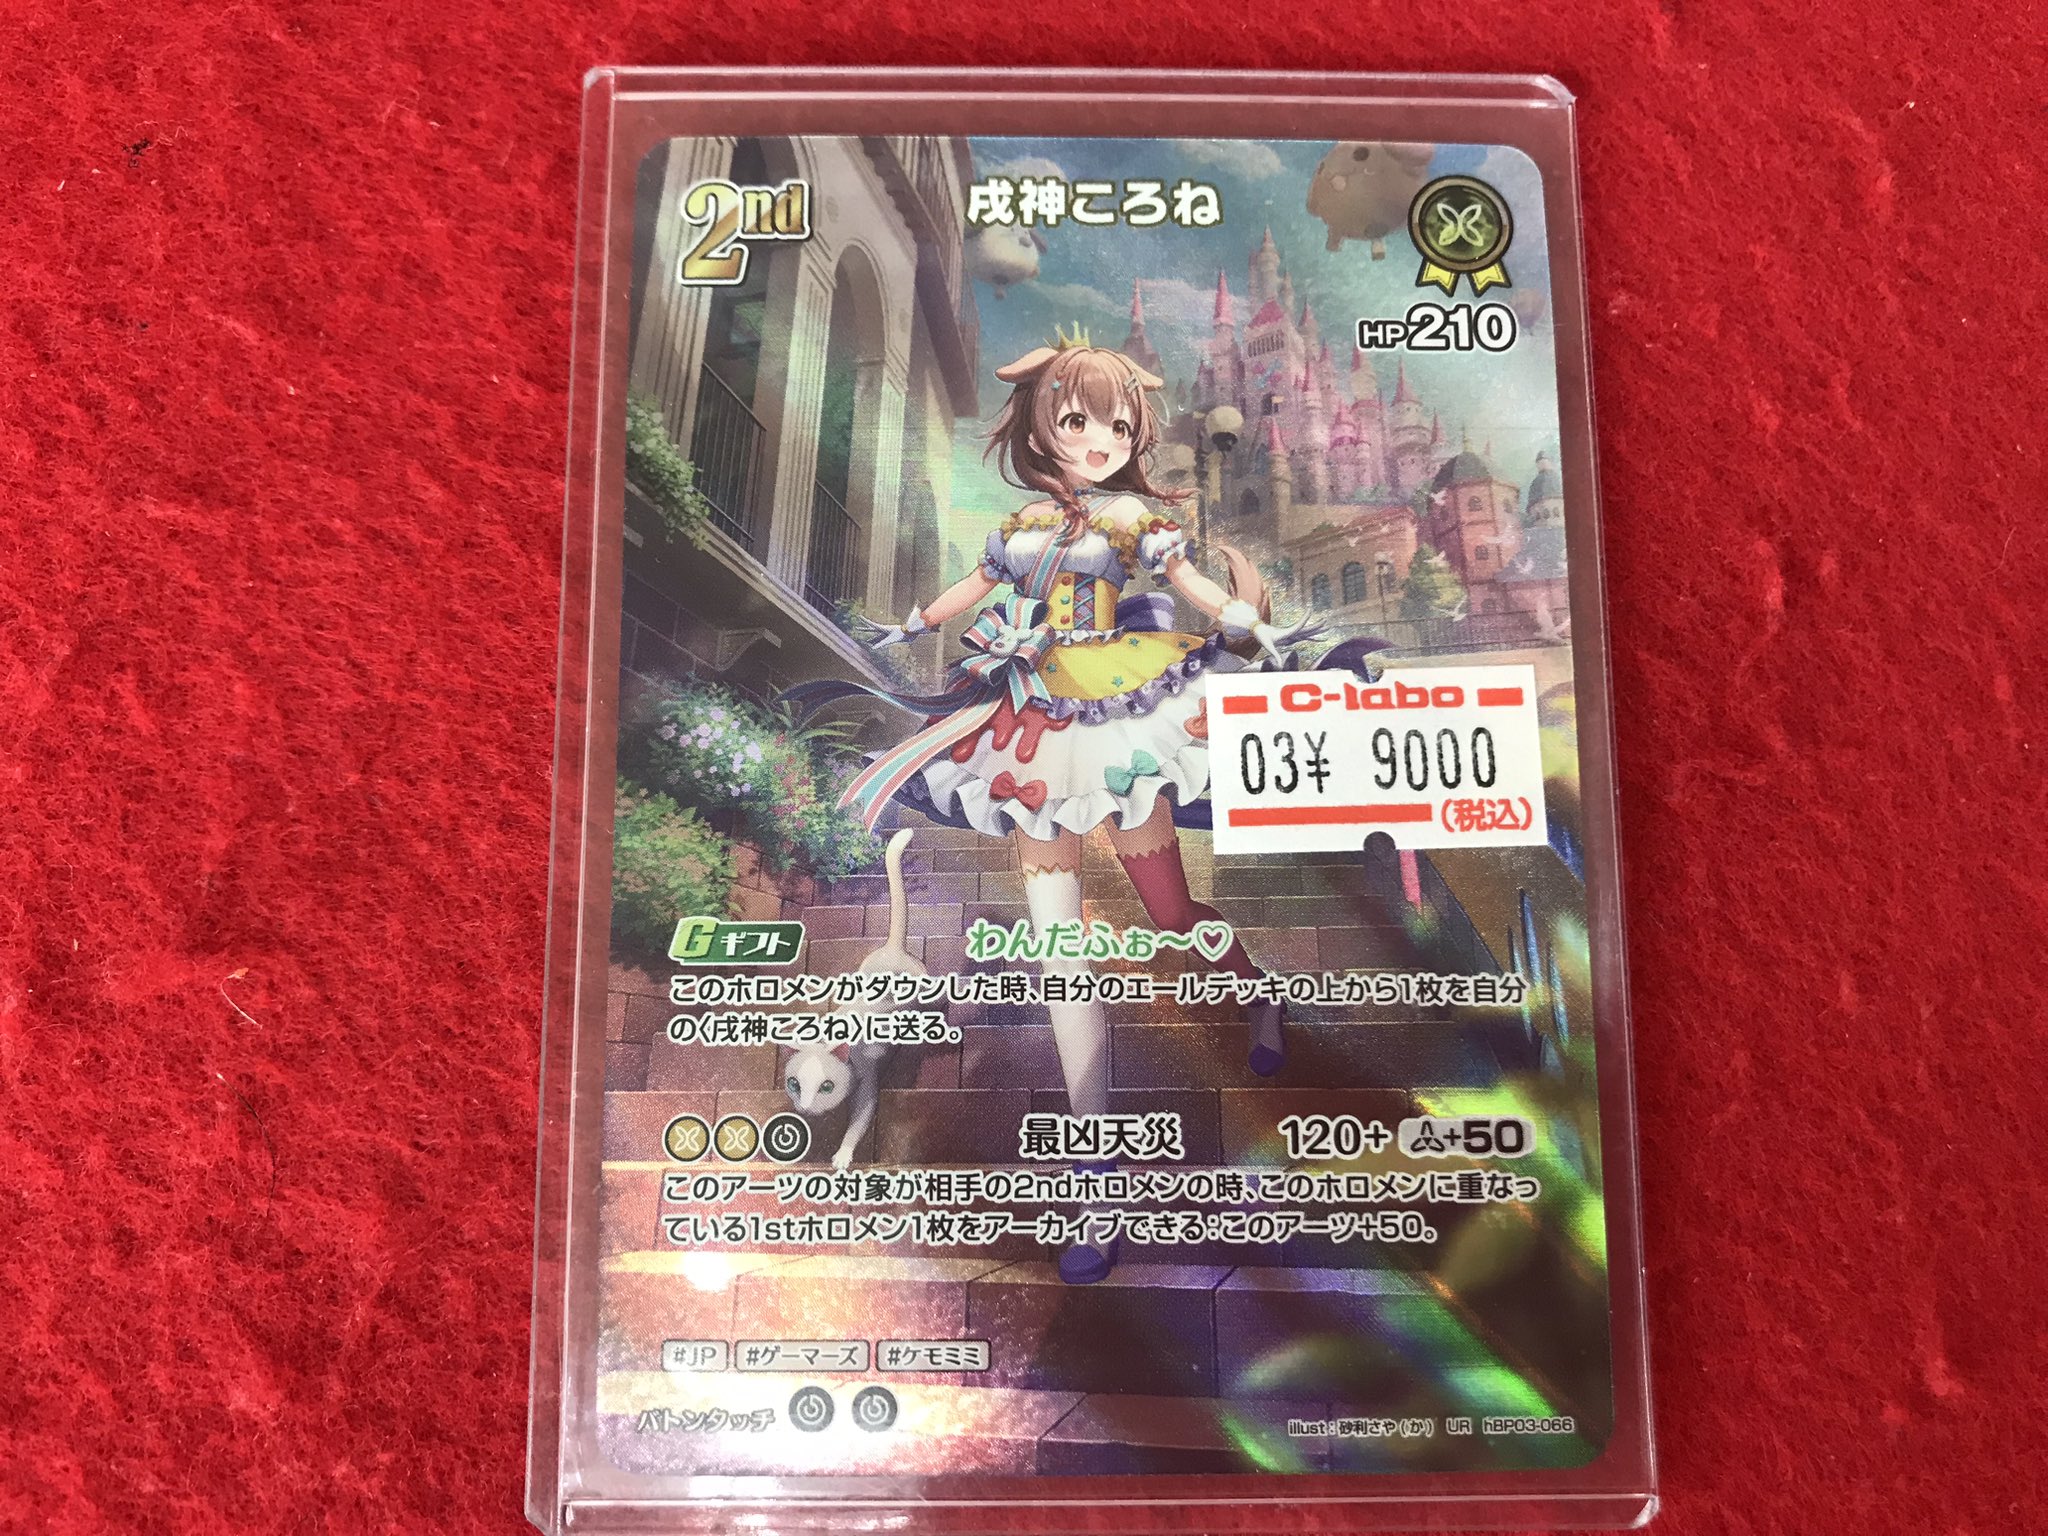 2nd
戌神ころね
HP210
C-labo
03¥ 9000
(税込)
Gギフト
わんだふぉ~♡
このホロメンがダウンした時、自分のエールデッキの上から1枚を自分
の〈戌神ころね〉に送る。
最凶天災
120+
+50
このアーツの対象が相手の2ndホロメンの時、このホロメンに重なっ
ている1stホロメン1枚をアーカイブできる:このアーツ+50。
#JP #ゲーマーズ #ケモミミ
バトンタッチ
illust:砂利さや(か) UR hBP03-066